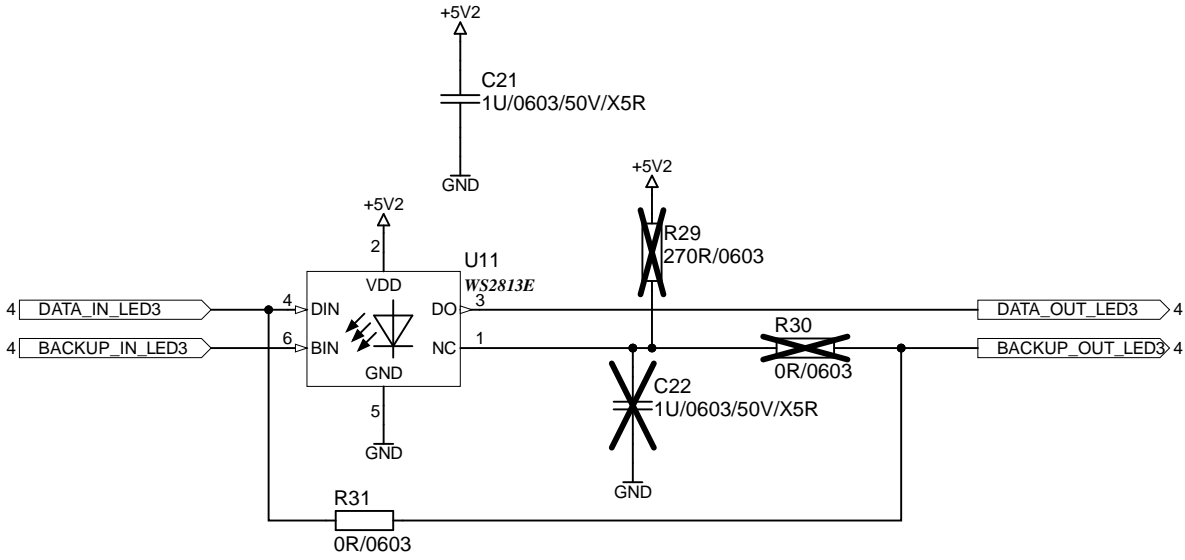 +5V2
C21
1U/0603/50V/X5R
GND
+5V2
R29
270R/0603
+5V2
2
U11
WS2813E
VDD
4 DATA_IN_LED3
4 DIN
DO 3
DATA_OUT_LED3 4
4 BACKUP_IN_LED3
6 BIN
NC 1
R30
0R/0603
BACKUP_OUT_LED3 4
GND
5
GND
C22
1U/0603/50V/X5R
GND
R31
0R/0603